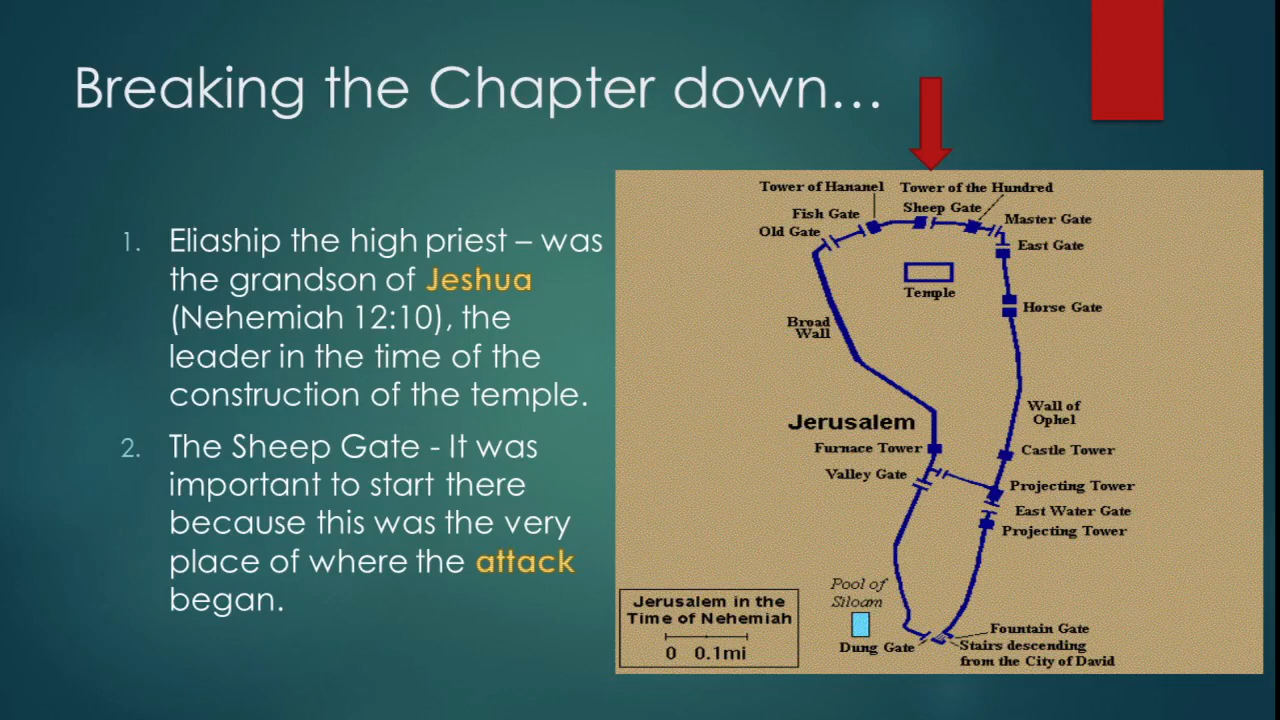 Breaking the Chapter down...
1. Eliaship the high priest – was
the grandson of Jeshua
(Nehemiah 12:10), the
leader in the time of the
construction of the temple.
2. The Sheep Gate - It was
important to start there
because this was the very
place of where the attack
began.
Tower of Hananel
Tower of the Hundred
Sheep Gate
Fish Gate
Master Gate
Old Gate
East Gate
Temple
Horse Gate
Broad
Wall
Wall of
Ophel
Jerusalem
Furnace Tower
Castle Tower
Valley Gate
Projecting Tower
East Water Gate
Projecting Tower
Pool of
Siloam
Jerusalem in the
Time of Nehemiah
0 0.1mi
Fountain Gate
Dung Gate
Stairs descending
from the City of David